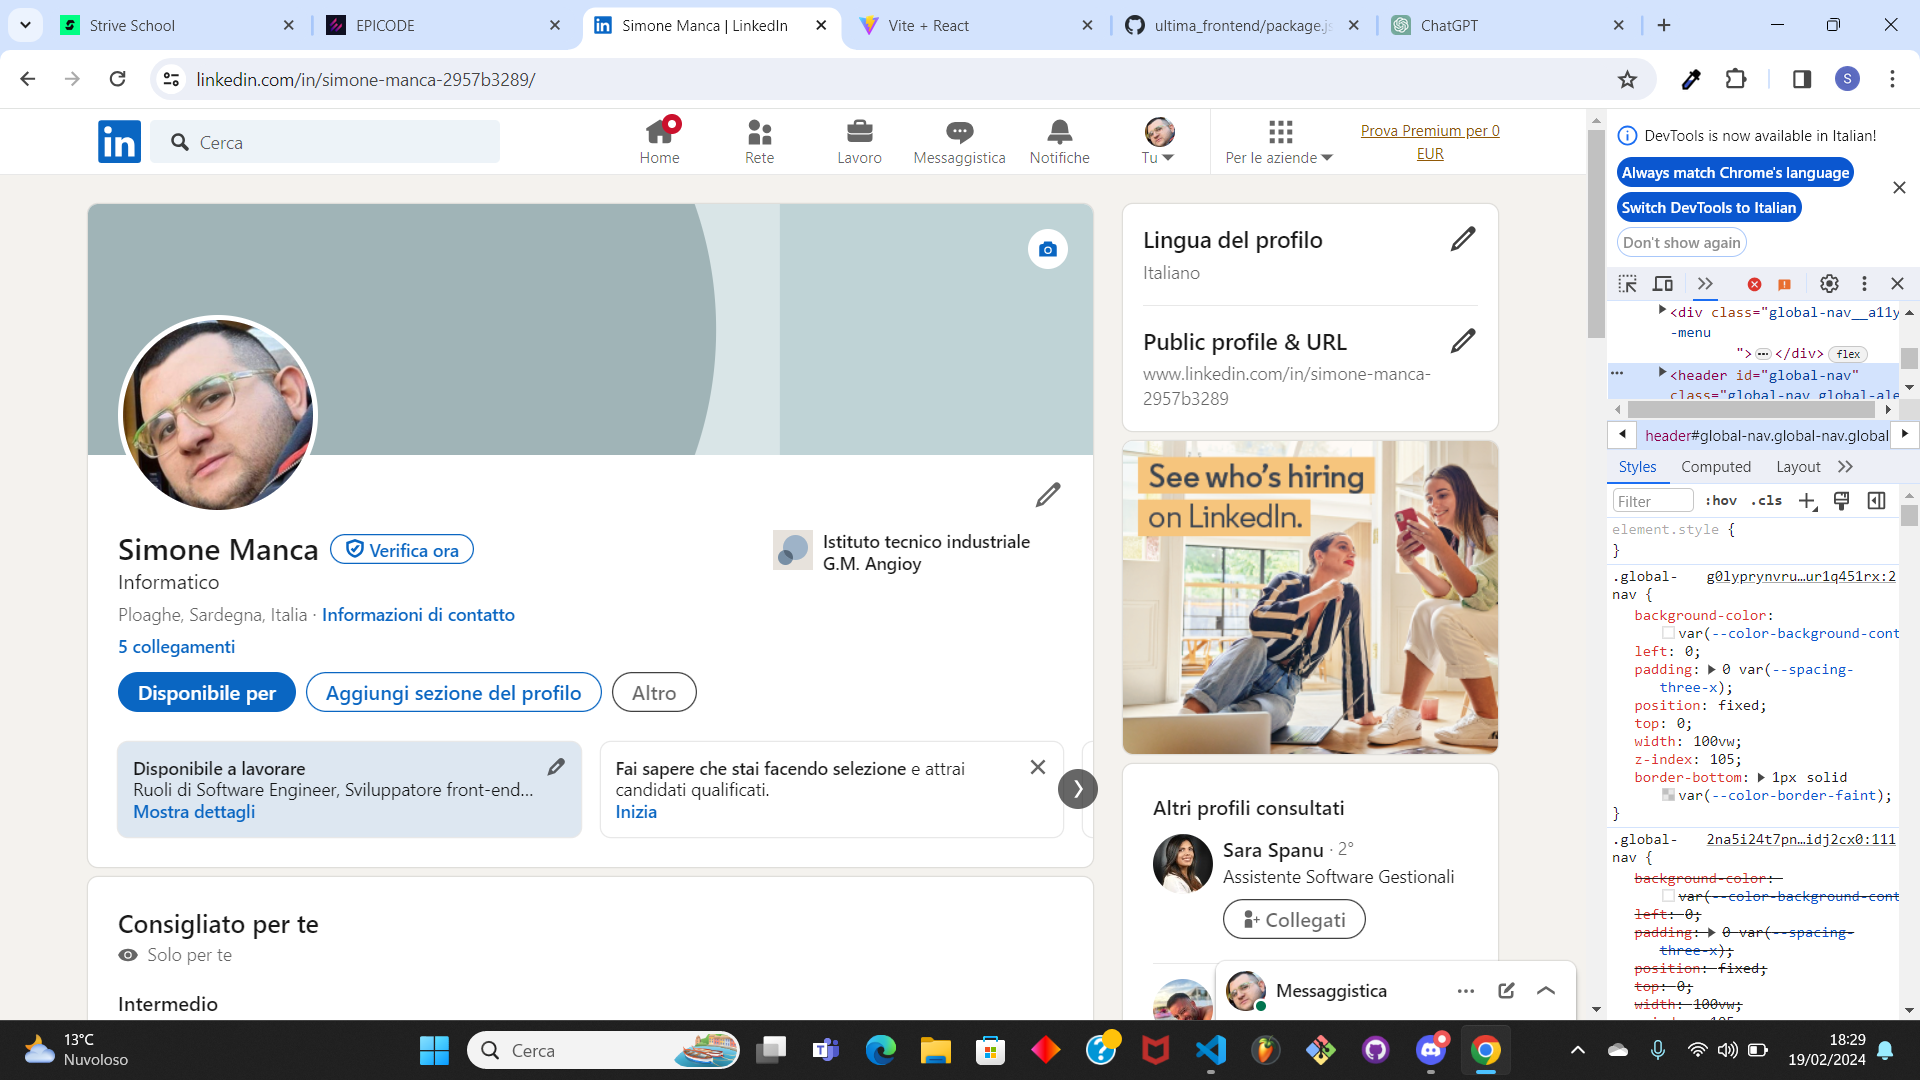 Strive School
EPICODE
Simone Manca | LinkedIn
Vite + React
ultima_frontend/package.js
ChatGPT
linkedin.com/in/simone-manca-2957b3289/
S
in
Cerca
Home
Rete
Lavoro
Messaggistica
Notifiche
Tu
Per le aziende
Prova Premium per 0
EUR
Simone Manca
Verifica ora
Informatico
Ploaghe, Sardegna, Italia · Informazioni di contatto
5 collegamenti
Istituto tecnico industriale
G.M. Angioy
Disponibile per
Aggiungi sezione del profilo
Altro
Disponibile a lavorare
Ruoli di Software Engineer, Sviluppatore front-end...
Mostra dettagli
Fai sapere che stai facendo selezione e attrai
candidati qualificati.
Inizia
Consigliato per te
Solo per te
Intermedio
Lingua del profilo
Italiano
Public profile & URL
www.linkedin.com/in/simone-manca-
2957b3289
See who's hiring
on LinkedIn.
Altri profili consultati
Sara Spanu · 2°
Assistente Software Gestionali
Collegati
Messaggistica
DevTools is now available in Italian!
Always match Chrome's language
Switch DevTools to Italian
Don't show again
<div class="global-nav__a11y
-menu
"> </div> flex
<header id="global-nav"
class="global-nav global-ale
header#global-nav.global-nav.global
Styles
Computed
Layout
Filter
:hov
.cls
element.style {
}
.global- g0lyprynvru…ur1q451rx:2
nav {
background-color:
var(--color-background-cont
left: 0;
padding: 0 var(--spacing-
three-x);
position: fixed;
top: 0;
width: 100vw;
z-index: 105;
border-bottom: 1px solid
var(--color-border-faint);
}
.global- 2na5i24t7pn…idj2cx0:111
nav {
background-color:
var(--color-background-cont
left: 0;
padding: 0 var(--spacing-
three-x);
position: fixed;
top: 0;
width: 100vw;
13°C
Nuvoloso
Cerca
18:29
19/02/2024